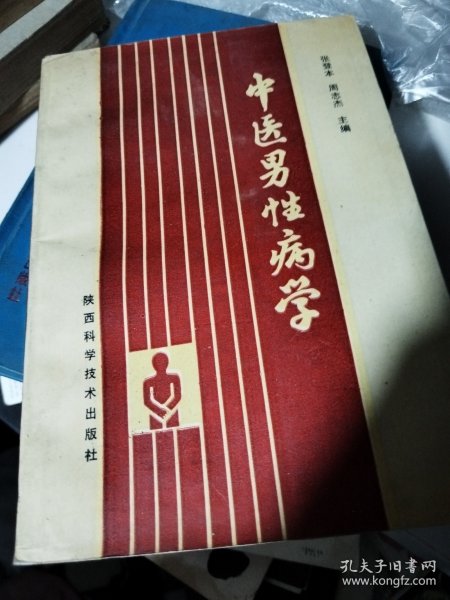 张登本 周志杰 主编
中医男性病学
陕西科学技术出版社
孔夫子旧书网
www.kongfz.com